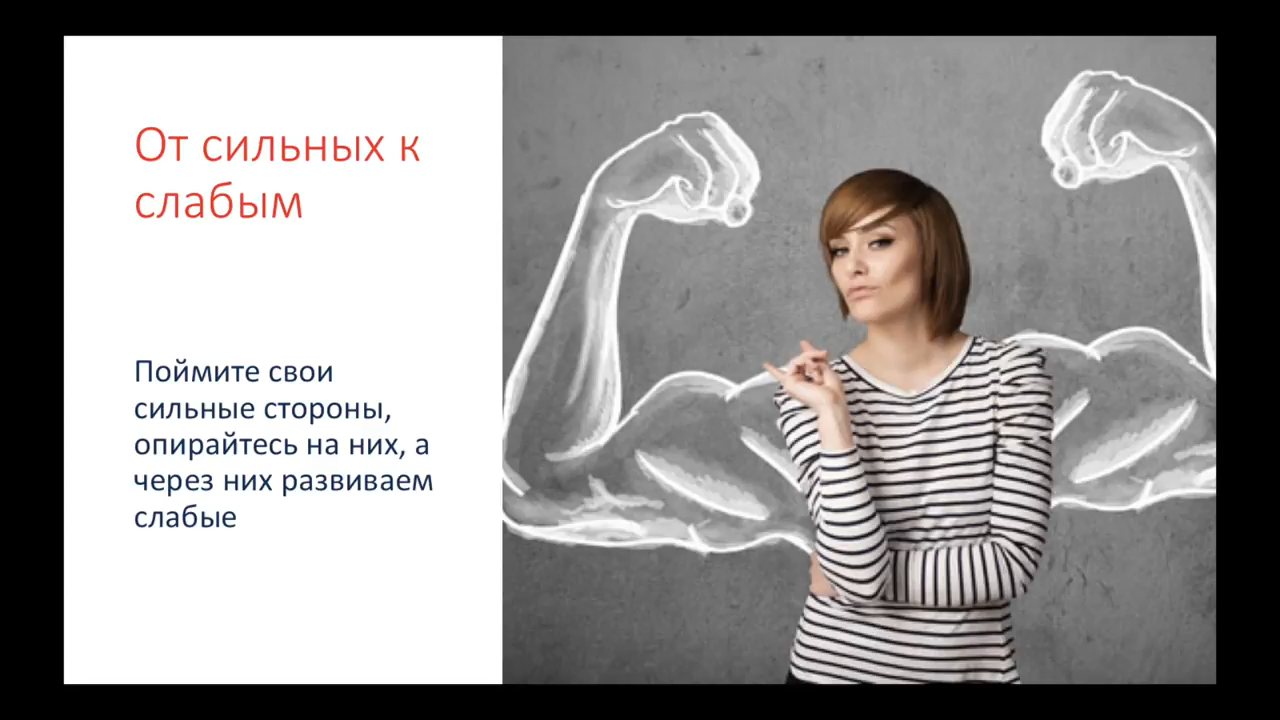 От сильных к
слабым
Поймите свои
сильные стороны,
опирайтесь на них, а
через них развиваем
слабые